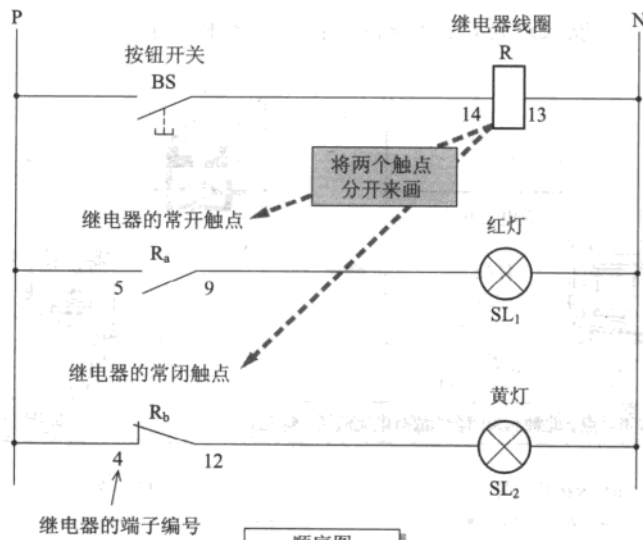 P
N
继电器线圈
按钮开关
BS
R
14
13
将两个触点
分开来画
继电器的常开触点
红灯
Ra
5
9
SL1
继电器的常闭触点
黄灯
Rb
4
12
SL2
继电器的端子编号
顺序图